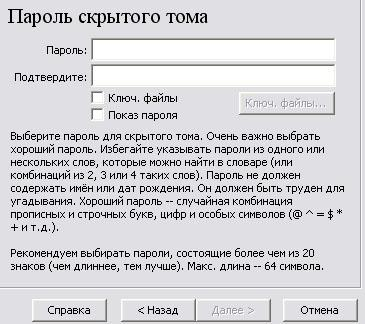 Пароль скрытого тома
Пароль:
Подтвердите:
Ключ. файлы
Ключ. файлы...
Показ пароля
Выберите пароль для скрытого тома. Очень важно выбрать
хороший пароль. Избегайте указывать пароли из одного или
нескольких слов, которые можно найти в словаре (или
комбинаций из 2, 3 или 4 таких слов). Пароль не должен
содержать имён или дат рождения. Он должен быть труден для
угадывания. Хороший пароль -- случайная комбинация
прописных и строчных букв, цифр и особых символов (@ ^ = $ *
+ и т.д.).
Рекомендуем выбирать пароли, состоящие более чем из 20
знаков (чем длиннее, тем лучше). Макс. длина -- 64 символа.
Справка
< Назад
Далее >
Отмена